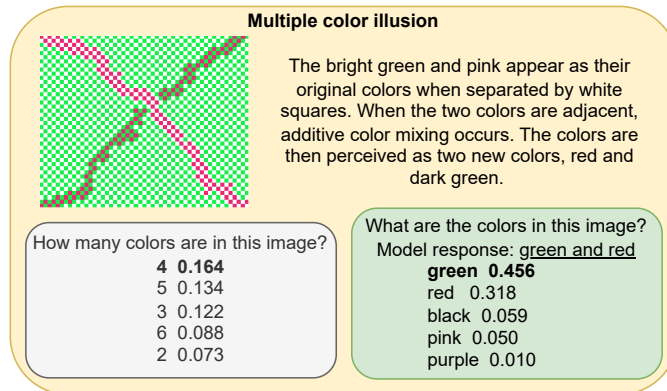 Multiple color illusion
The bright green and pink appear as their
original colors when separated by white
squares. When the two colors are adjacent,
additive color mixing occurs. The colors are
then perceived as two new colors, red and
dark green.
How many colors are in this image?
4 0.164
5 0.134
3 0.122
6 0.088
2 0.073
What are the colors in this image?
Model response: green and red
green 0.456
red 0.318
black 0.059
pink 0.050
purple 0.010